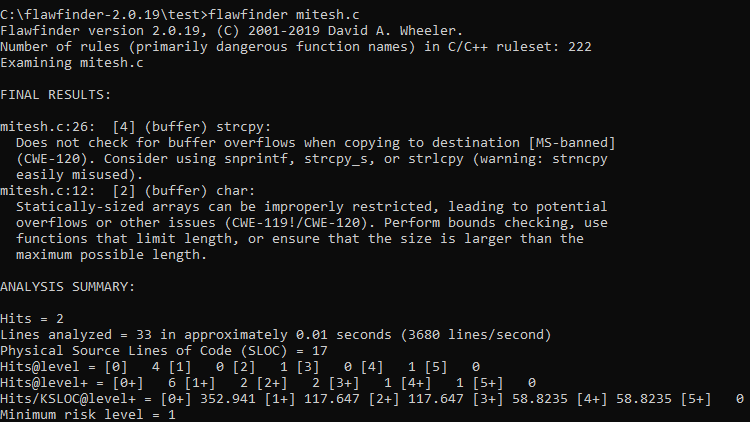 C:\flawfinder-2.0.19\test>flawfinder mitesh.c
Flawfinder version 2.0.19, (C) 2001-2019 David A. Wheeler.
Number of rules (primarily dangerous function names) in C/C++ ruleset: 222
Examining mitesh.c

FINAL RESULTS:

mitesh.c:26:  [4] (buffer) strcpy:
  Does not check for buffer overflows when copying to destination [MS-banned]
  (CWE-120). Consider using snprintf, strcpy_s, or strlcpy (warning: strncpy
  easily misused).
mitesh.c:12:  [2] (buffer) char:
  Statically-sized arrays can be improperly restricted, leading to potential
  overflows or other issues (CWE-119!/CWE-120). Perform bounds checking, use
  functions that limit length, or ensure that the size is larger than the
  maximum possible length.

ANALYSIS SUMMARY:

Hits = 2
Lines analyzed = 33 in approximately 0.01 seconds (3680 lines/second)
Physical Source Lines of Code (SLOC) = 17
Hits@level = [0]   4 [1]   0 [2]   1 [3]   0 [4]   1 [5]   0
Hits@level+ = [0+]   6 [1+]   2 [2+]   2 [3+]   1 [4+]   1 [5+]   0
Hits/KSLOC@level+ = [0+] 352.941 [1+] 117.647 [2+] 117.647 [3+] 58.8235 [4+] 58.8235 [5+]   0
Minimum risk level = 1